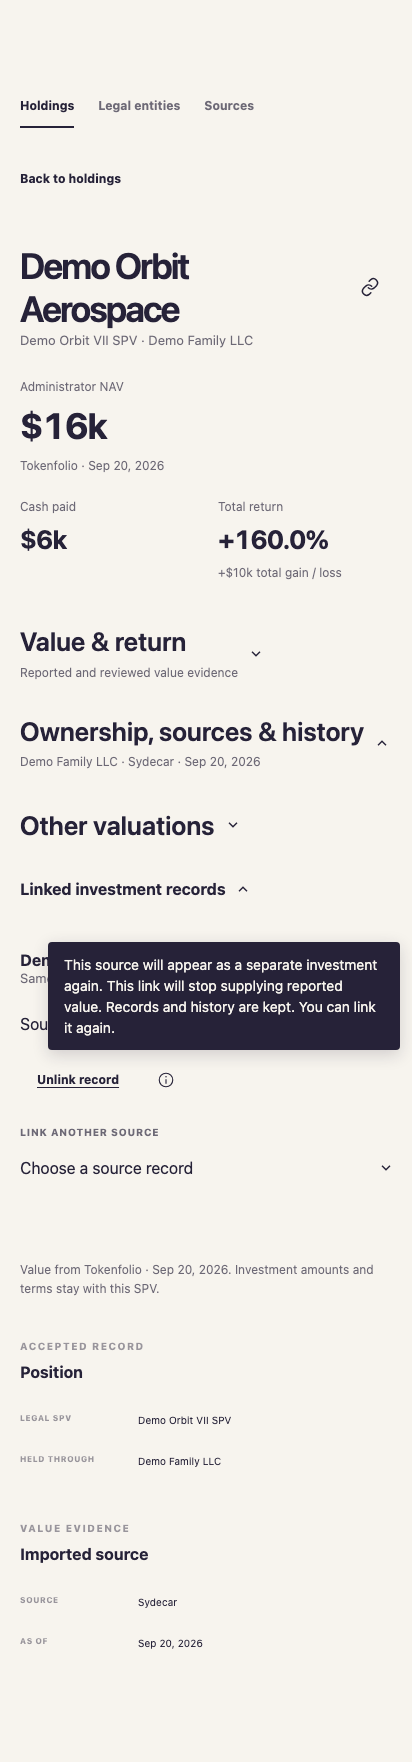 Holdings Legal entities Sources
Back to holdings
Demo Orbit
Aerospace
Demo Orbit VII SPV · Demo Family LLC
Administrator NAV
$16k
Tokenfolio · Sep 20, 2026
Cash paid Total return
$6k +160.0%
+$10k total gain / loss
Value & return
Reported and reviewed value evidence
Ownership, sources & history
Demo Family LLC · Sydecar · Sep 20, 2026
Other valuations
Linked investment records
This source will appear as a separate investment
again. This link will stop supplying reported
value. Records and history are kept. You can link
it again.
Unlink record
LINK ANOTHER SOURCE
Choose a source record
Value from Tokenfolio · Sep 20, 2026. Investment amounts and
terms stay with this SPV.
ACCEPTED RECORD
Position
LEGAL SPV Demo Orbit VII SPV
HELD THROUGH Demo Family LLC
VALUE EVIDENCE
Imported source
SOURCE Sydecar
AS OF Sep 20, 2026